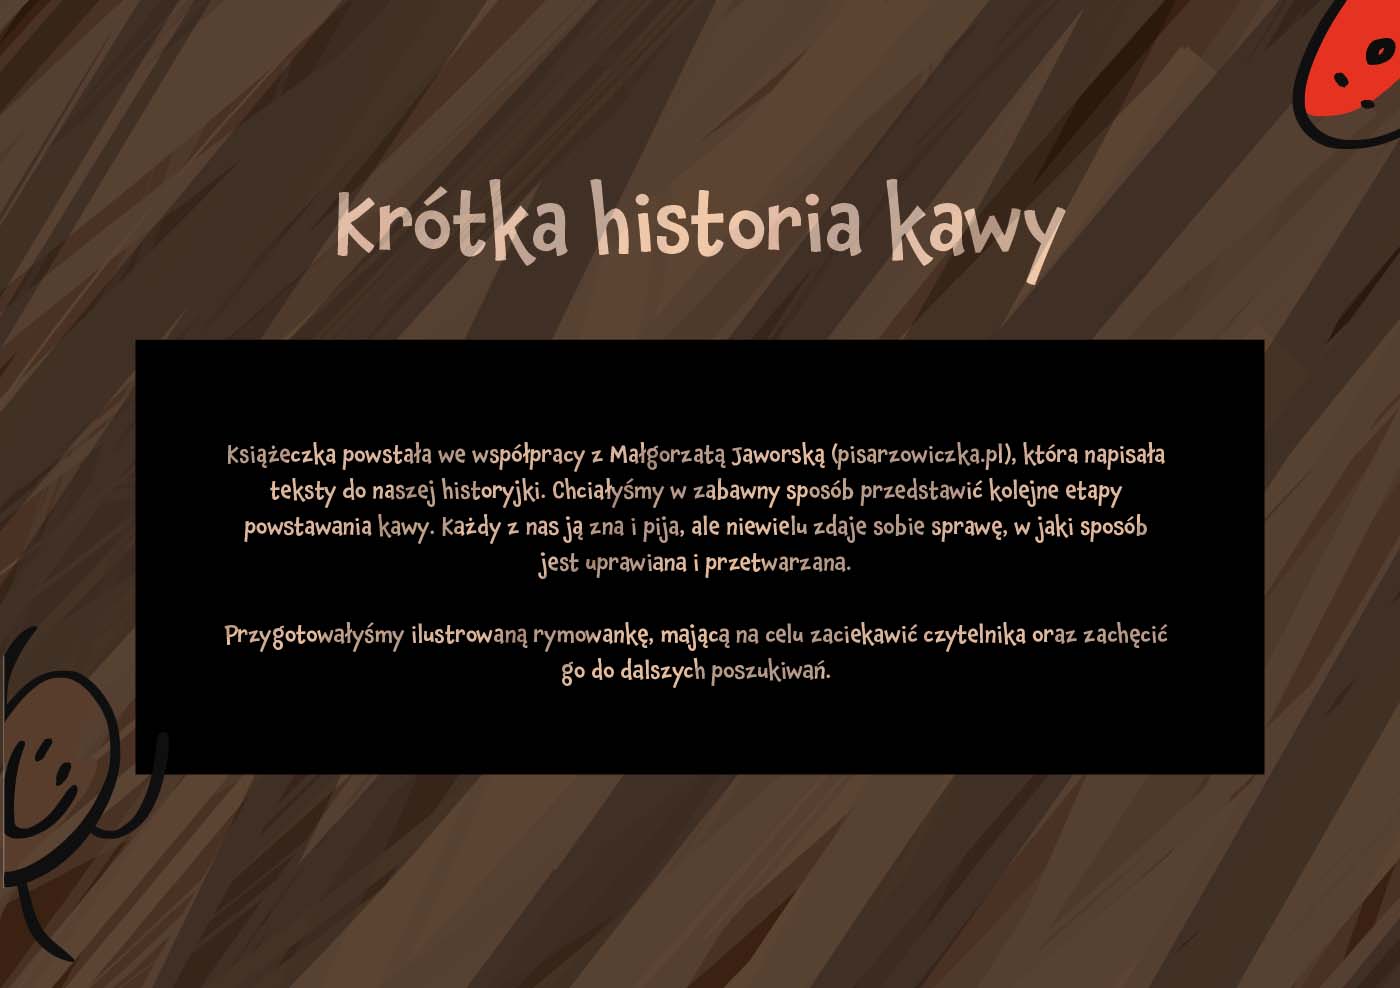 Krótka historia kawy
Książeczka powstała we współpracy z Małgorzatą Jaworską (pisarzowiczka.pl), która napisała
teksty do naszej historyjki. Chciałyśmy w zabawny sposób przedstawić kolejne etapy
powstawania kawy. Każdy z nas ją zna i pija, ale niewielu zdaje sobie sprawę, w jaki sposób
jest uprawiana i przetwarzana.
Przygotowałyśmy ilustrowaną rymowankę, mającą na celu zaciekawić czytelnika oraz zachęcić
go do dalszych poszukiwań.